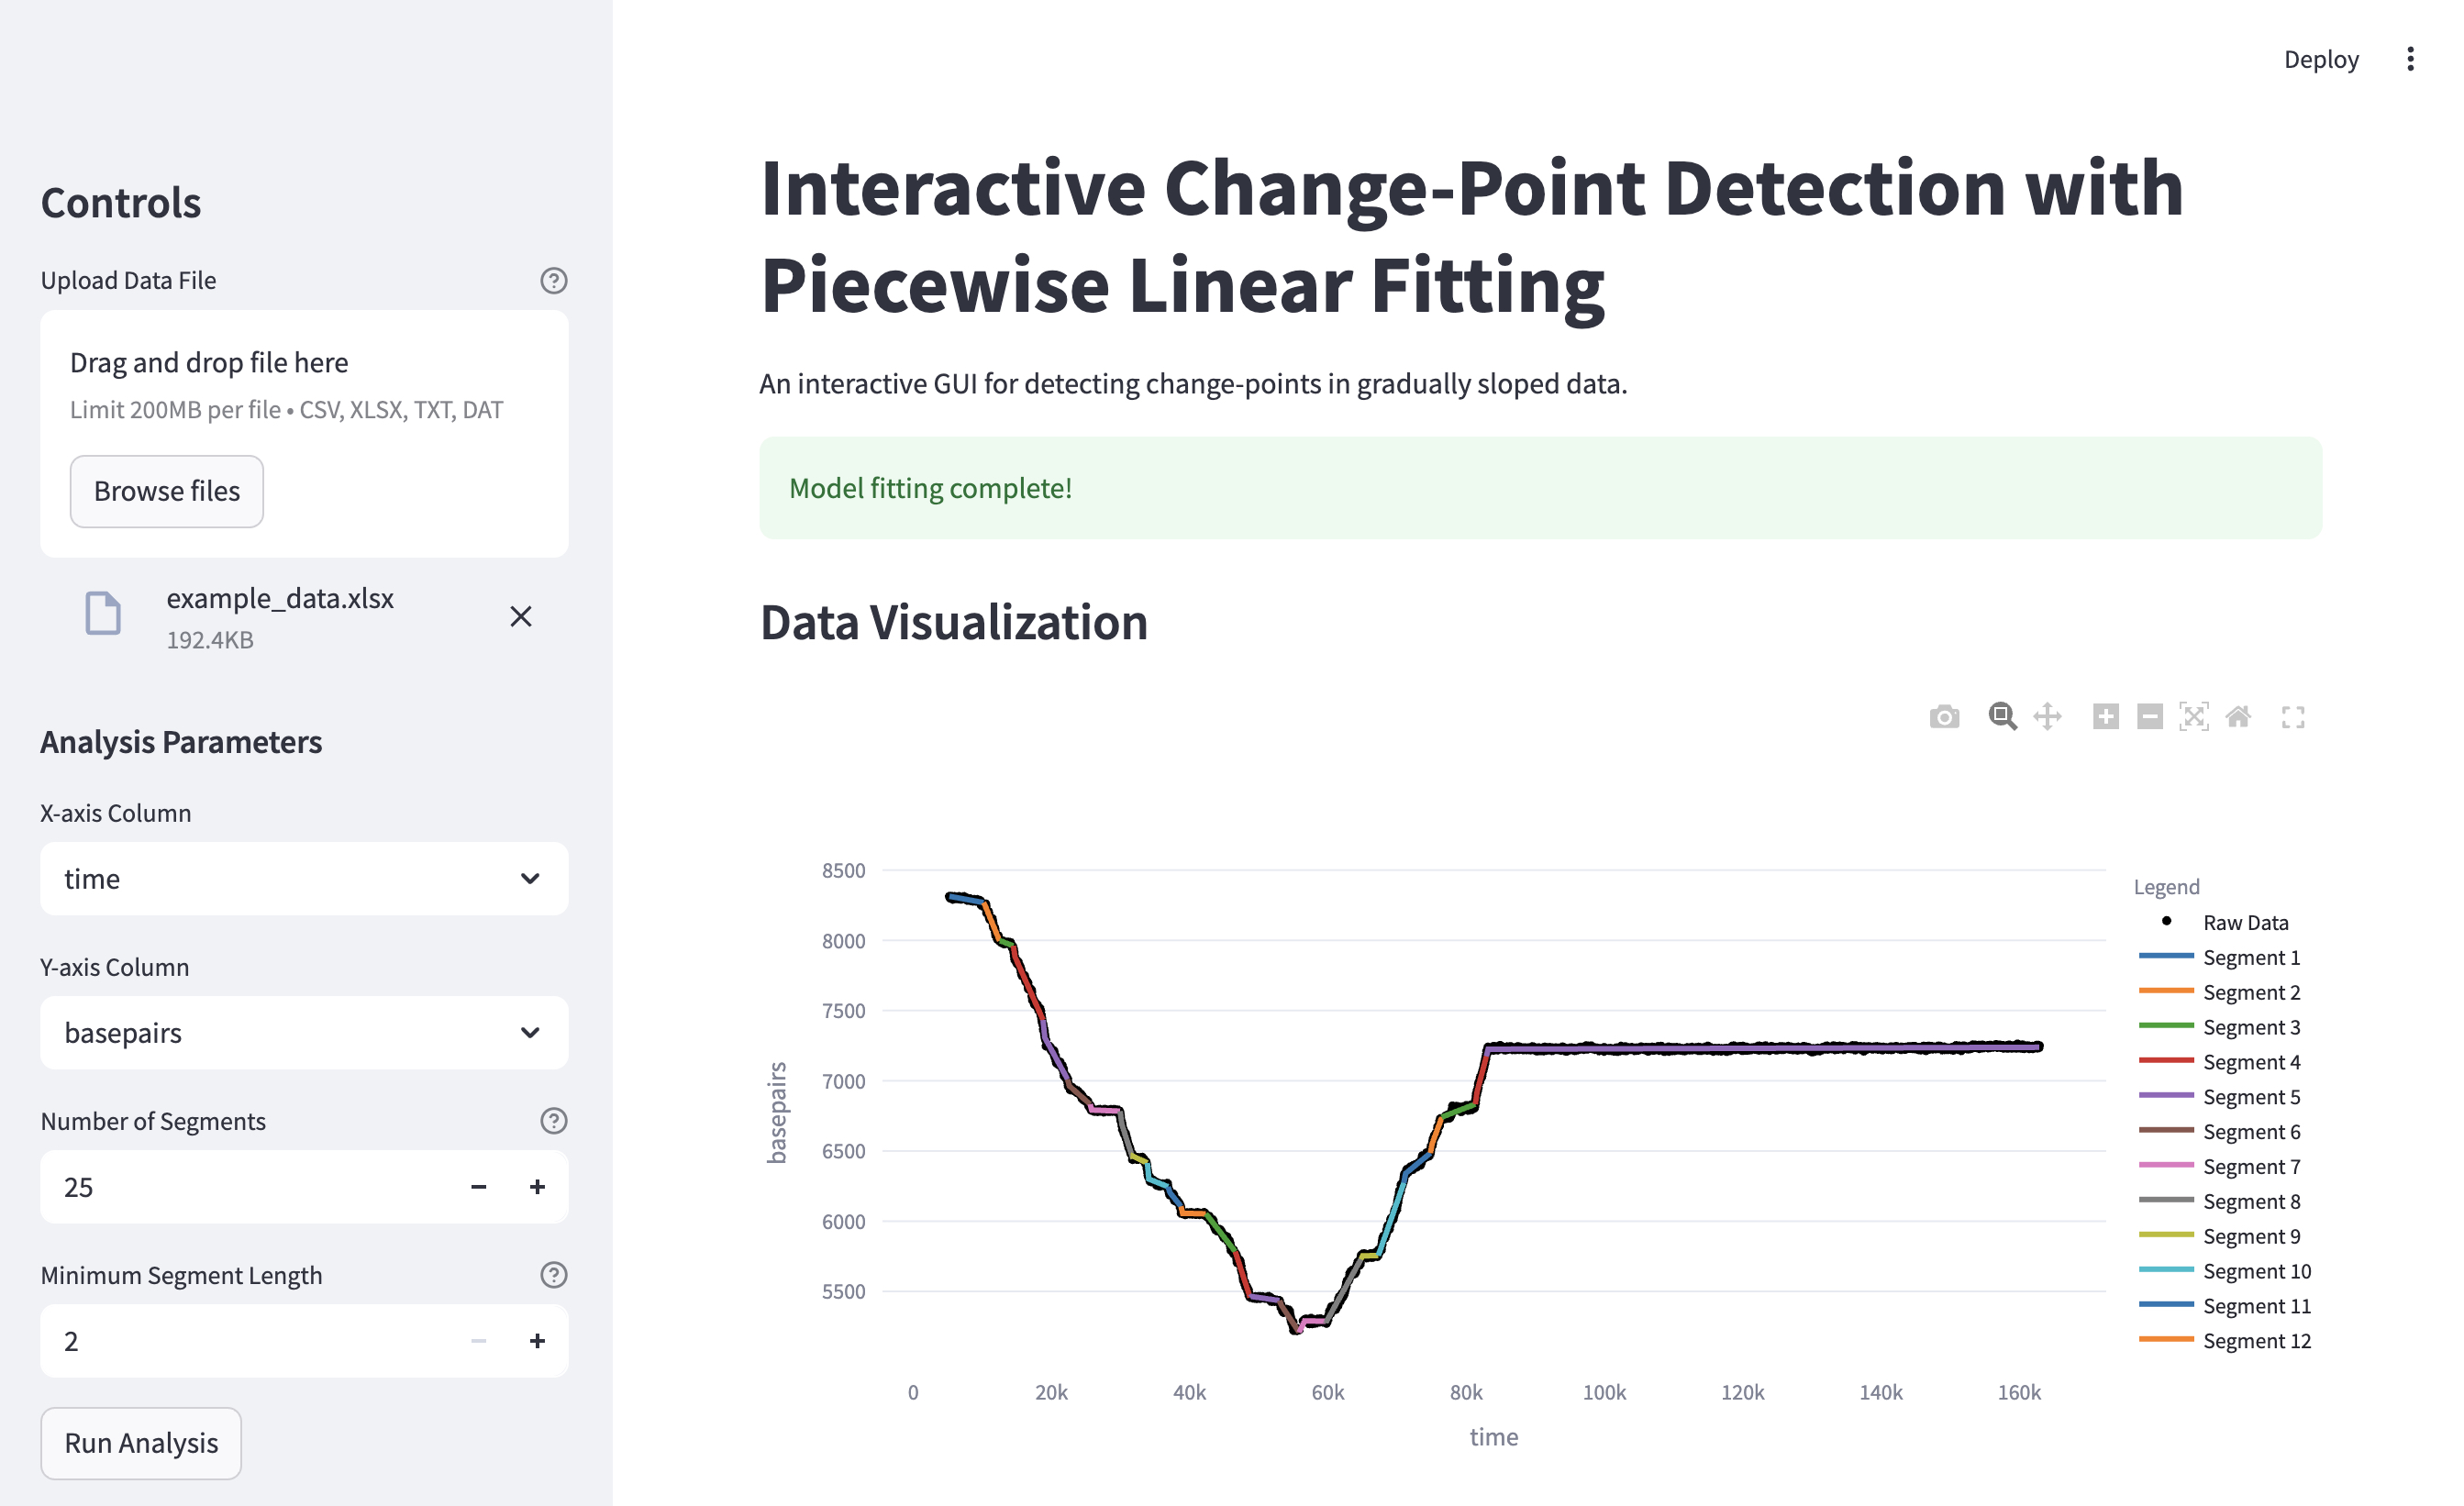 Deploy
Controls
Upload Data File
Drag and drop file here
Limit 200MB per file • CSV, XLSX, TXT, DAT
Browse files
example_data.xlsx
192.4KB
Analysis Parameters
X-axis Column
time
Y-axis Column
basepairs
Number of Segments
25
Minimum Segment Length
2
Run Analysis
Interactive Change-Point Detection with
Piecewise Linear Fitting
An interactive GUI for detecting change-points in gradually sloped data.
Model fitting complete!
Data Visualization
8500
8000
7500
7000
6500
6000
5500
basepairs
0 20k 40k 60k 80k 100k 120k 140k 160k
time
Legend
Raw Data
Segment 1
Segment 2
Segment 3
Segment 4
Segment 5
Segment 6
Segment 7
Segment 8
Segment 9
Segment 10
Segment 11
Segment 12